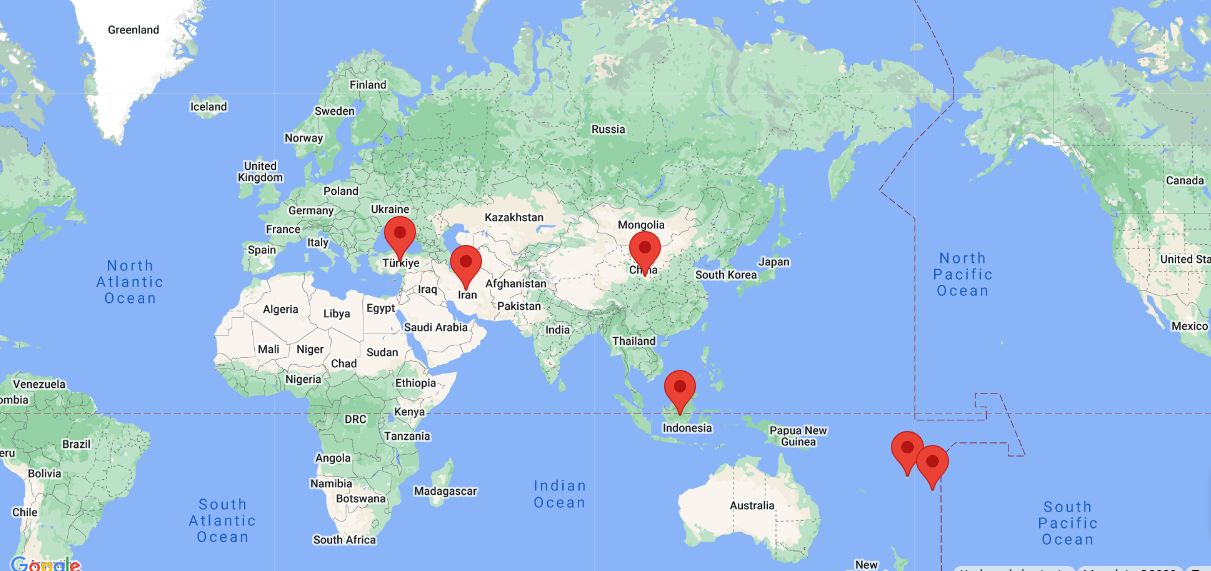 Greenland
Iceland
Finland
Sweden
Norway
Russia
United
Kingdom
Poland
Canada
Germany
Ukraine
France
Kazakhstan
Mongolia
Italy
Spain
North
Atlantic
Ocean
Türkiye
China
Japan
South Korea
North
Pacific
Ocean
United Sta
Iraq
Iran
Afghanistan
Pakistan
Algeria
Libya
Egypt
Saudi Arabia
India
Mexico
Thailand
Mali
Niger
Sudan
Chad
Venezuela
ombia
Nigeria
Ethiopia
Kenya
DRC
Indonesia
Papua New
Guinea
Tanzania
Brazil
eru
Angola
Bolivia
Namibia
Botswana
Madagascar
Indian
Ocean
Australia
Chile
South
Atlantic
Ocean
South
Pacific
Ocean
South Africa
New
Google